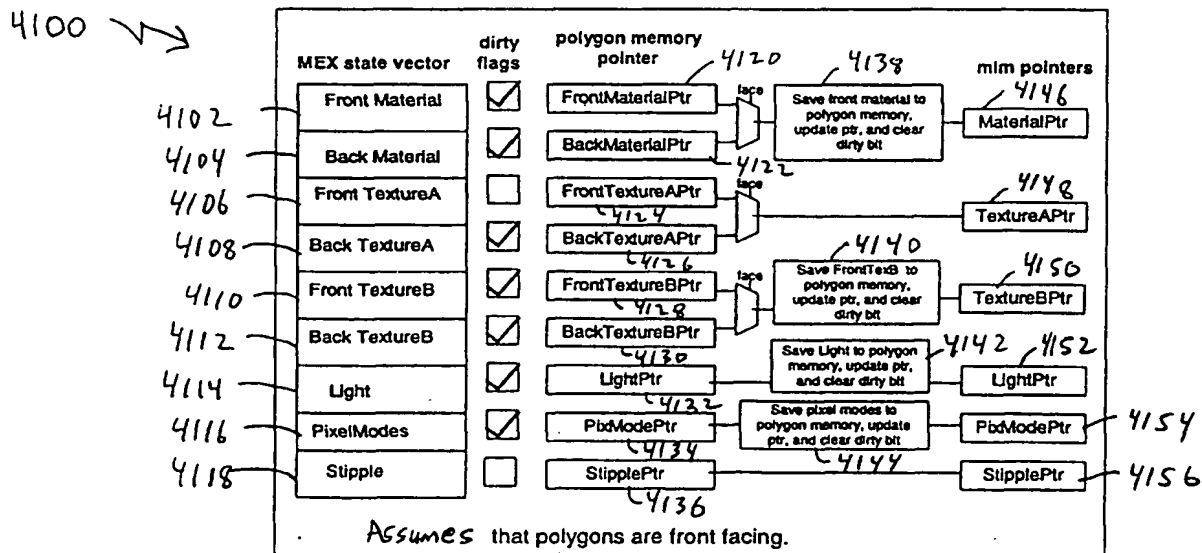 4100
MEX state vector
dirty
flags
polygon memory
pointer
mlm pointers
4120
4138
4146
4102
Front Material
FrontMaterialPtr
face
Save front material to
polygon memory,
update ptr, and clear
dirty bit
MaterialPtr
4104
Back Material
BackMaterialPtr
4122
4106
Front TextureA
FrontTextureAPtr
4124
face
4148
TextureAPtr
4108
Back TextureA
BackTextureAPtr
4126
4140
4110
Front TextureB
FrontTextureBPtr
4128
face
Save FrontTexB to
polygon memory,
update ptr, and clear
dirty bit
4150
TextureBPtr
4112
Back TextureB
BackTextureBPtr
4130
4114
Light
LightPtr
4132
Save Light to polygon
memory, update ptr,
and clear dirty bit
4142
4152
LightPtr
4116
PixelModes
PixModePtr
4134
Save pixel modes to
polygon memory, update
ptr, and clear dirty bit
4144
PixModePtr
4154
4118
Stipple
StipplePtr
4136
StipplePtr
4156
Assumes that polygons are front facing.